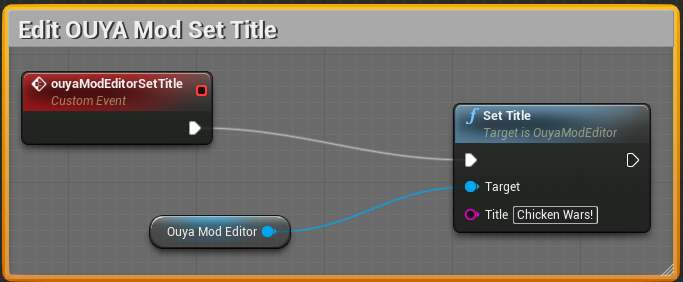 Edit OUYA Mod Set Title
ouyaModEditorSetTitle
Custom Event
f Set Title
Target is OuyaModEditor
Target
Title Chicken Wars!
Ouya Mod Editor